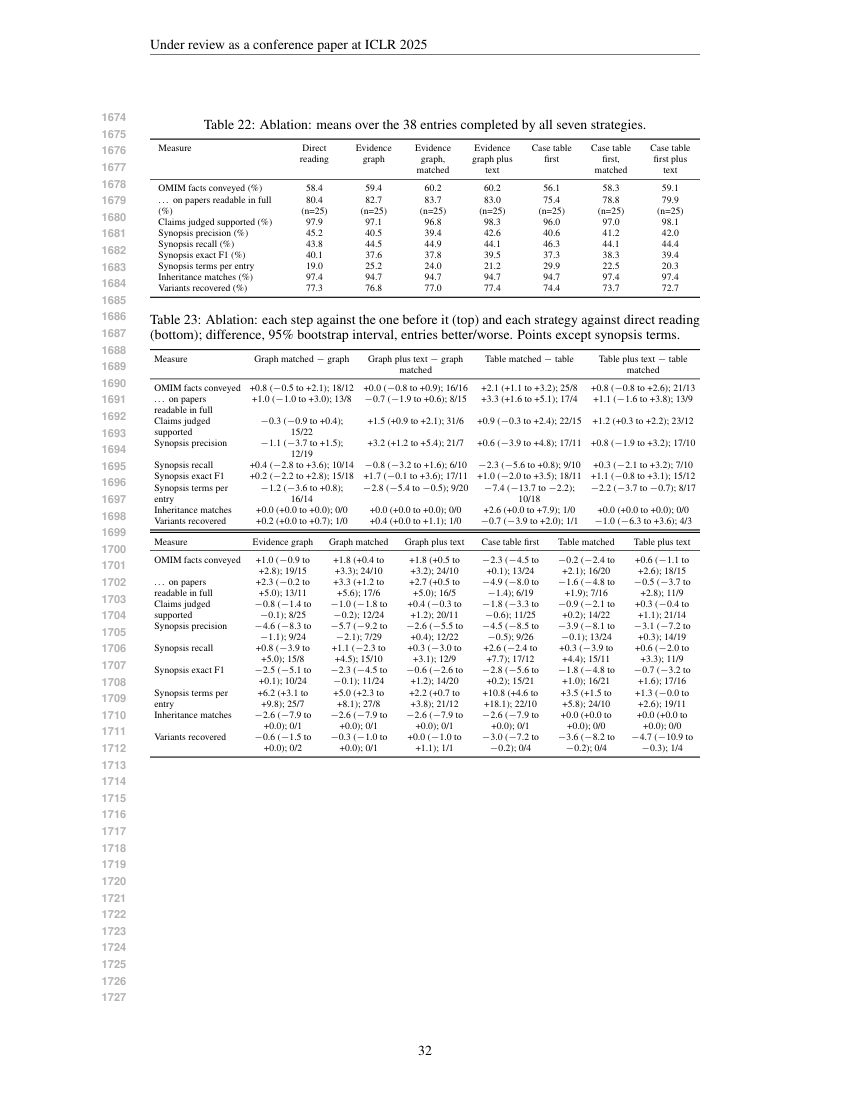 Under review as a conference paper at ICLR 2025
1674
1675
1676
1677
1678
1679
1680
1681
1682
1683
1684
1685
1686
1687
1688
1689
1690
1691
1692
1693
1694
1695
1696
1697
1698
1699
1700
1701
1702
1703
1704
1705
1706
1707
1708
1709
1710
1711
1712
1713
1714
1715
1716
1717
1718
1719
1720
1721
1722
1723
1724
1725
1726
1727
Table 22: Ablation: means over the 38 entries completed by all seven strategies.
Measure Direct Evidence Evidence Evidence Case table Case table Case table
reading graph graph, graph plus first first, first plus
matched text matched text
OMIM facts conveyed (%) 58.4 59.4 60.2 60.2 56.1 58.3 59.1
... on papers readable in full 80.4 82.7 83.7 83.0 75.4 78.8 79.9
(%) (n=25) (n=25) (n=25) (n=25) (n=25) (n=25) (n=25)
Claims judged supported (%) 97.9 97.1 96.8 98.3 96.0 97.0 98.1
Synopsis precision (%) 45.2 40.5 39.4 42.6 40.6 41.2 42.0
Synopsis recall (%) 43.8 44.5 44.9 44.1 46.3 44.1 44.4
Synopsis exact F1 (%) 40.1 37.6 37.8 39.5 37.3 38.3 39.4
Synopsis terms per entry 19.0 25.2 24.0 21.2 29.9 22.5 20.3
Inheritance matches (%) 97.4 94.7 94.7 94.7 94.7 97.4 97.4
Variants recovered (%) 77.3 76.8 77.0 77.4 74.4 73.7 72.7
Table 23: Ablation: each step against the one before it (top) and each strategy against direct reading
(bottom); difference, 95% bootstrap interval, entries better/worse. Points except synopsis terms.
Measure Graph matched − graph Graph plus text − graph Table matched − table Table plus text − table
matched matched
OMIM facts conveyed +0.8 (−0.5 to +2.1); 18/12 +0.0 (−0.8 to +0.9); 16/16 +2.1 (+1.1 to +3.2); 25/8 +0.8 (−0.8 to +2.6); 21/13
... on papers +1.0 (−1.0 to +3.0); 13/8 −0.7 (−1.9 to +0.6); 8/15 +3.3 (+1.6 to +5.1); 17/4 +1.1 (−1.6 to +3.8); 13/9
readable in full
Claims judged −0.3 (−0.9 to +0.4); +1.5 (+0.9 to +2.1); 31/6 +0.9 (−0.3 to +2.4); 22/15 +1.2 (+0.3 to +2.2); 23/12
supported 15/22
Synopsis precision −1.1 (−3.7 to +1.5); +3.2 (+1.2 to +5.4); 21/7 +0.6 (−3.9 to +4.8); 17/11 +0.8 (−1.9 to +3.2); 17/10
12/19
Synopsis recall +0.4 (−2.8 to +3.6); 10/14 −0.8 (−3.2 to +1.6); 6/10 −2.3 (−5.6 to +0.8); 9/10 +0.3 (−2.1 to +3.2); 7/10
Synopsis exact F1 +0.2 (−2.2 to +2.8); 15/18 +1.7 (−0.1 to +3.6); 17/11 +1.0 (−2.0 to +3.5); 18/11 +1.1 (−0.8 to +3.1); 15/12
Synopsis terms per −1.2 (−3.6 to +0.8); −2.8 (−5.4 to −0.5); 9/20 −7.4 (−13.7 to −2.2); −2.2 (−3.7 to −0.7); 8/17
entry 16/14 10/18
Inheritance matches +0.0 (+0.0 to +0.0); 0/0 +0.0 (+0.0 to +0.0); 0/0 +2.6 (+0.0 to +7.9); 1/0 +0.0 (+0.0 to +0.0); 0/0
Variants recovered +0.2 (+0.0 to +0.7); 1/0 +0.4 (+0.0 to +1.1); 1/0 −0.7 (−3.9 to +2.0); 1/1 −1.0 (−6.3 to +3.6); 4/3
Measure Evidence graph Graph matched Graph plus text Case table first Table matched Table plus text
OMIM facts conveyed +1.0 (−0.9 to +1.8 (+0.4 to +1.8 (+0.5 to −2.3 (−4.5 to −0.2 (−2.4 to +0.6 (−1.1 to
+2.8); 19/15 +3.3); 24/10 +3.2); 24/10 +0.1); 13/24 +2.1); 16/20 +2.6); 18/15
... on papers +2.3 (−0.2 to +3.3 (+1.2 to +2.7 (+0.5 to −4.9 (−8.0 to −1.6 (−4.8 to −0.5 (−3.7 to
readable in full +5.0); 13/11 +5.6); 17/6 +5.0); 16/5 −1.4); 6/19 +1.9); 7/16 +2.8); 11/9
Claims judged −0.8 (−1.4 to −1.0 (−1.8 to +0.4 (−0.3 to −1.8 (−3.3 to −0.9 (−2.1 to +0.3 (−0.4 to
supported −0.1); 8/25 −0.2); 12/24 +1.2); 20/11 −0.6); 11/25 +0.2); 14/22 +1.1); 21/14
Synopsis precision −4.6 (−8.3 to −5.7 (−9.2 to −2.6 (−5.5 to −4.5 (−8.5 to −3.9 (−8.1 to −3.1 (−7.2 to
−1.1); 9/24 −2.1); 7/29 +0.4); 12/22 −0.5); 9/26 −0.1); 13/24 +0.3); 14/19
Synopsis recall +0.8 (−3.9 to +1.1 (−2.3 to +0.3 (−3.0 to +2.6 (−2.4 to +0.3 (−3.9 to +0.6 (−2.0 to
+5.0); 15/8 +4.5); 15/10 +3.1); 12/9 +7.7); 17/12 +4.4); 15/11 +3.3); 11/9
Synopsis exact F1 −2.5 (−5.1 to −2.3 (−4.5 to −0.6 (−2.6 to −2.8 (−5.6 to −1.8 (−4.8 to −0.7 (−3.2 to
+0.1); 10/24 −0.1); 11/24 +1.2); 14/20 +0.2); 15/21 +1.0); 16/21 +1.6); 17/16
Synopsis terms per +6.2 (+3.1 to +5.0 (+2.3 to +2.2 (+0.7 to +10.8 (+4.6 to +3.5 (+1.5 to +1.3 (−0.0 to
entry +9.8); 25/7 +8.1); 27/8 +3.8); 21/12 +18.1); 22/10 +5.8); 24/10 +2.6); 19/11
Inheritance matches −2.6 (−7.9 to −2.6 (−7.9 to −2.6 (−7.9 to −2.6 (−7.9 to +0.0 (+0.0 to +0.0 (+0.0 to
+0.0); 0/1 +0.0); 0/1 +0.0); 0/1 +0.0); 0/1 +0.0); 0/0 +0.0); 0/0
Variants recovered −0.6 (−1.5 to −0.3 (−1.0 to +0.0 (−1.0 to −3.0 (−7.2 to −3.6 (−8.2 to −4.7 (−10.9 to
+0.0); 0/2 +0.0); 0/1 +1.1); 1/1 −0.2); 0/4 −0.2); 0/4 −0.3); 1/4
32